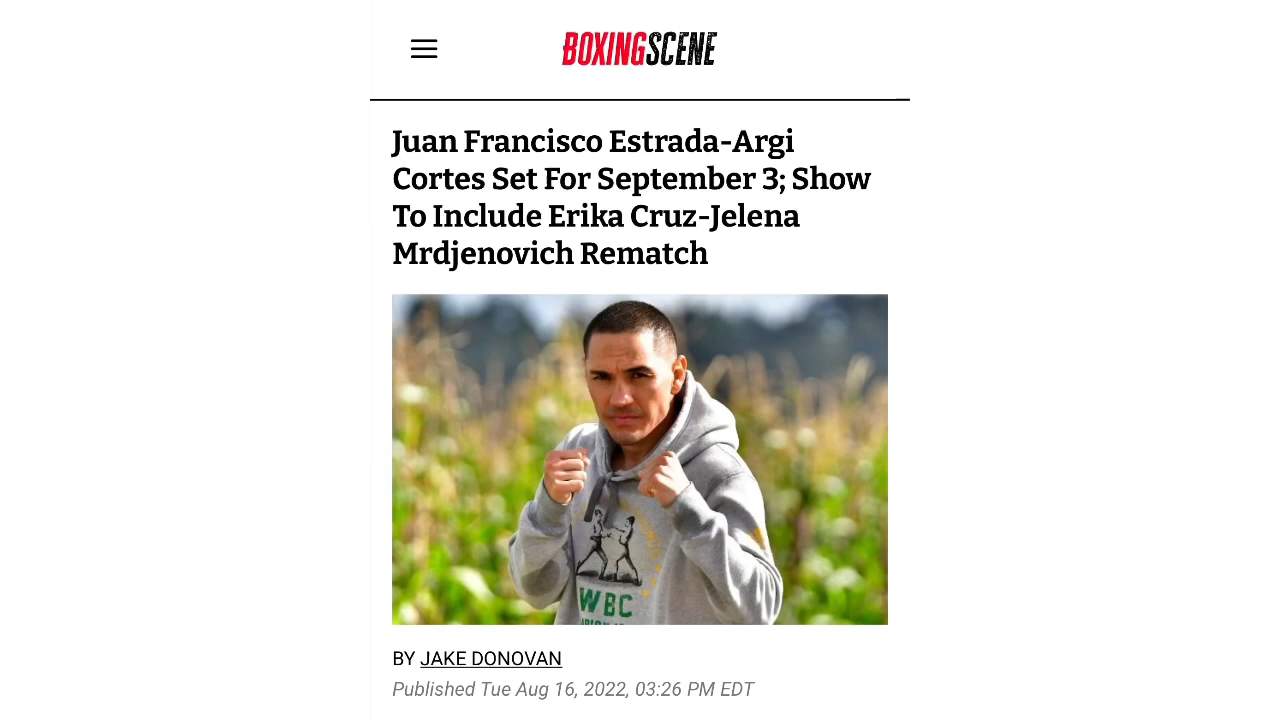 BOXINGSCENE
Juan Francisco Estrada-Argi
Cortes Set For September 3; Show
To Include Erika Cruz-Jelena
Mrdjenovich Rematch
WBC
BY JAKE DONOVAN
Published Tue Aug 16, 2022, 03:26 PM EDT